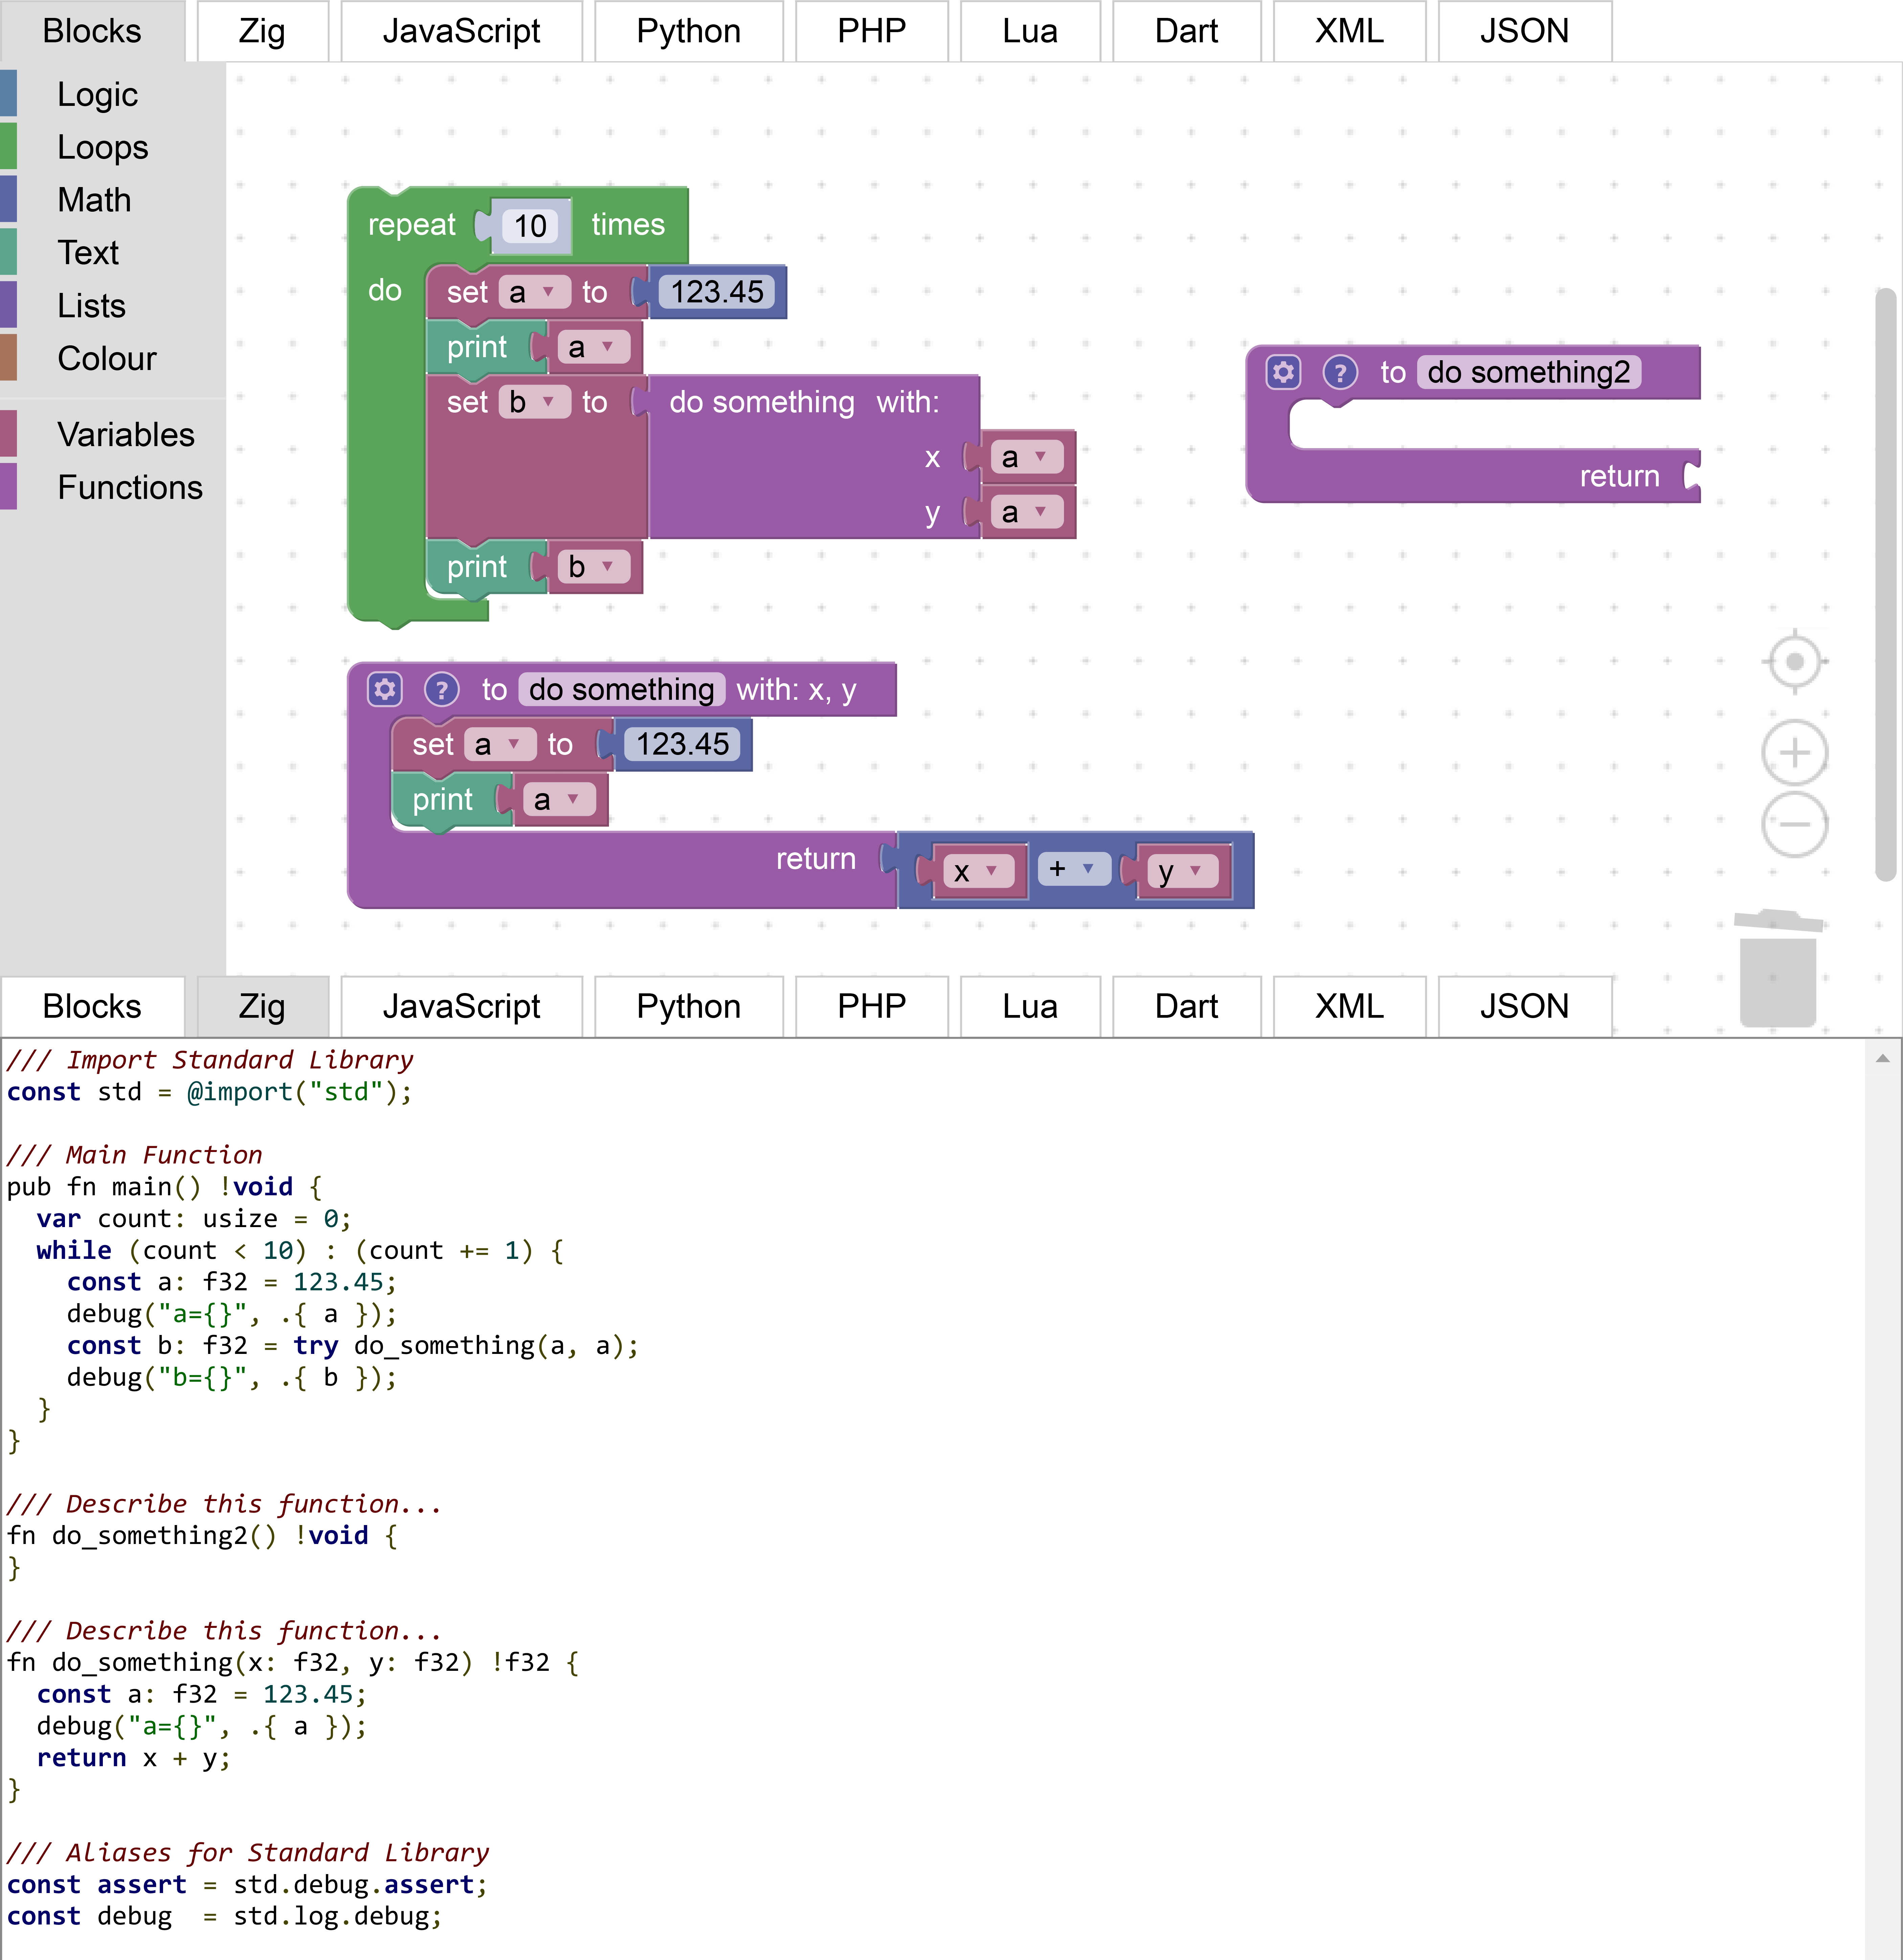 Blocks Zig JavaScript Python PHP Lua Dart XML JSON
Logic
Loops
Math
Text
Lists
Colour
Variables
Functions
repeat 10 times
do set a to 123.45
print a
set b to do something with:
x a
y a
print b
? to do something2
return
? to do something with: x, y
set a to 123.45
print a
return x + y
Blocks Zig JavaScript Python PHP Lua Dart XML JSON
/// Import Standard Library
const std = @import("std");
/// Main Function
pub fn main() !void {
  var count: usize = 0;
  while (count < 10) : (count += 1) {
    const a: f32 = 123.45;
    debug("a={}", .{ a });
    const b: f32 = try do_something(a, a);
    debug("b={}", .{ b });
  }
}
/// Describe this function...
fn do_something2() !void {
}
/// Describe this function...
fn do_something(x: f32, y: f32) !f32 {
  const a: f32 = 123.45;
  debug("a={}", .{ a });
  return x + y;
}
/// Aliases for Standard Library
const assert = std.debug.assert;
const debug  = std.log.debug;